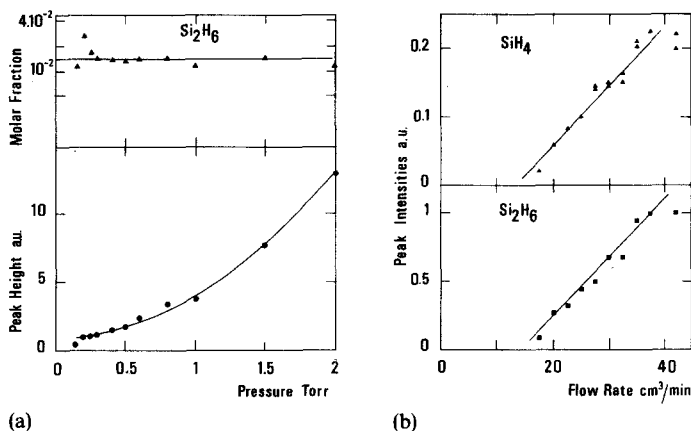 Si2H6
4.10-2
10-2
Molar Fraction
10
5
0
Peak Height a.u.
0 0.5 1.0 1.5 2
Pressure Torr
(a)
SiH4
0.2
0.1
0
Si2H6
1
0.5
0
Peak Intensities a.u.
0 20 40
Flow Rate cm3/min
(b)